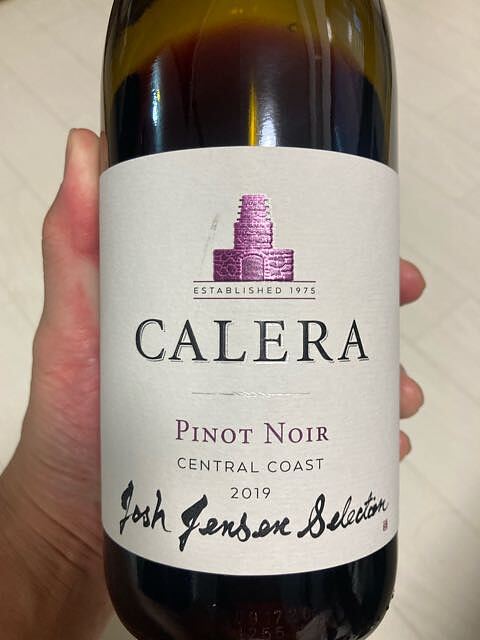 ESTABLISHED 1975
CALERA
PINOT NOIR
CENTRAL COAST
2019
Josh Jensen Selection